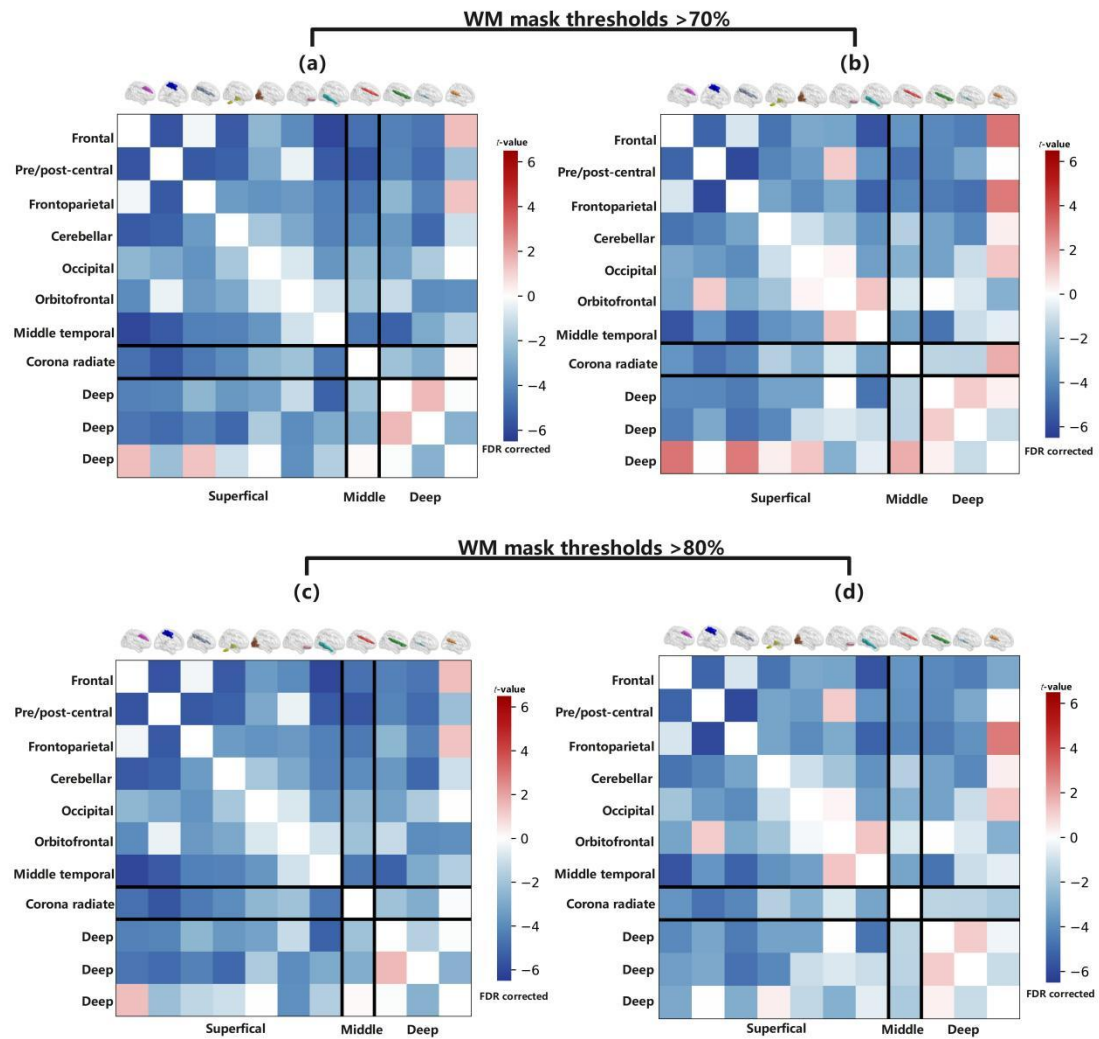 WM mask thresholds >70%
(a)
(b)
Frontal
Pre/post-central
Frontoparietal
Cerebellar
Occipital
Orbitofrontal
Middle temporal
Corona radiate
Deep
Deep
Deep
Superfical Middle Deep
t-value
6
4
2
0
−2
−4
−6
FDR corrected
Frontal
Pre/post-central
Frontoparietal
Cerebellar
Occipital
Orbitofrontal
Middle temporal
Corona radiate
Deep
Deep
Deep
Superfical Middle Deep
t-value
6
4
2
0
−2
−4
−6
FDR corrected
WM mask thresholds >80%
(c)
(d)
Frontal
Pre/post-central
Frontoparietal
Cerebellar
Occipital
Orbitofrontal
Middle temporal
Corona radiate
Deep
Deep
Deep
Superfical Middle Deep
t-value
6
4
2
0
−2
−4
−6
FDR corrected
Frontal
Pre/post-central
Frontoparietal
Cerebellar
Occipital
Orbitofrontal
Middle temporal
Corona radiate
Deep
Deep
Deep
Superfical Middle Deep
t-value
6
4
2
0
−2
−4
−6
FDR corrected